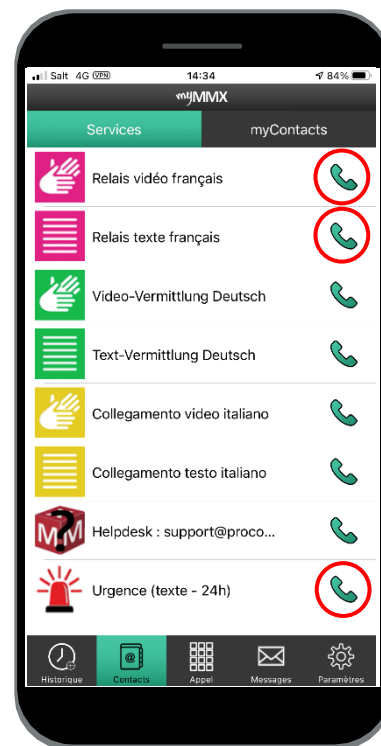 Salt 4G VPN 14:34 84%
myMMX
Services myContacts
Relais vidéo français
Relais texte français
Video-Vermittlung Deutsch
Text-Vermittlung Deutsch
Collegamento video italiano
Collegamento testo italiano
MM? Helpdesk : support@proco...
Urgence (texte - 24h)
@
Historique Contacts Appel Messages Paramètres